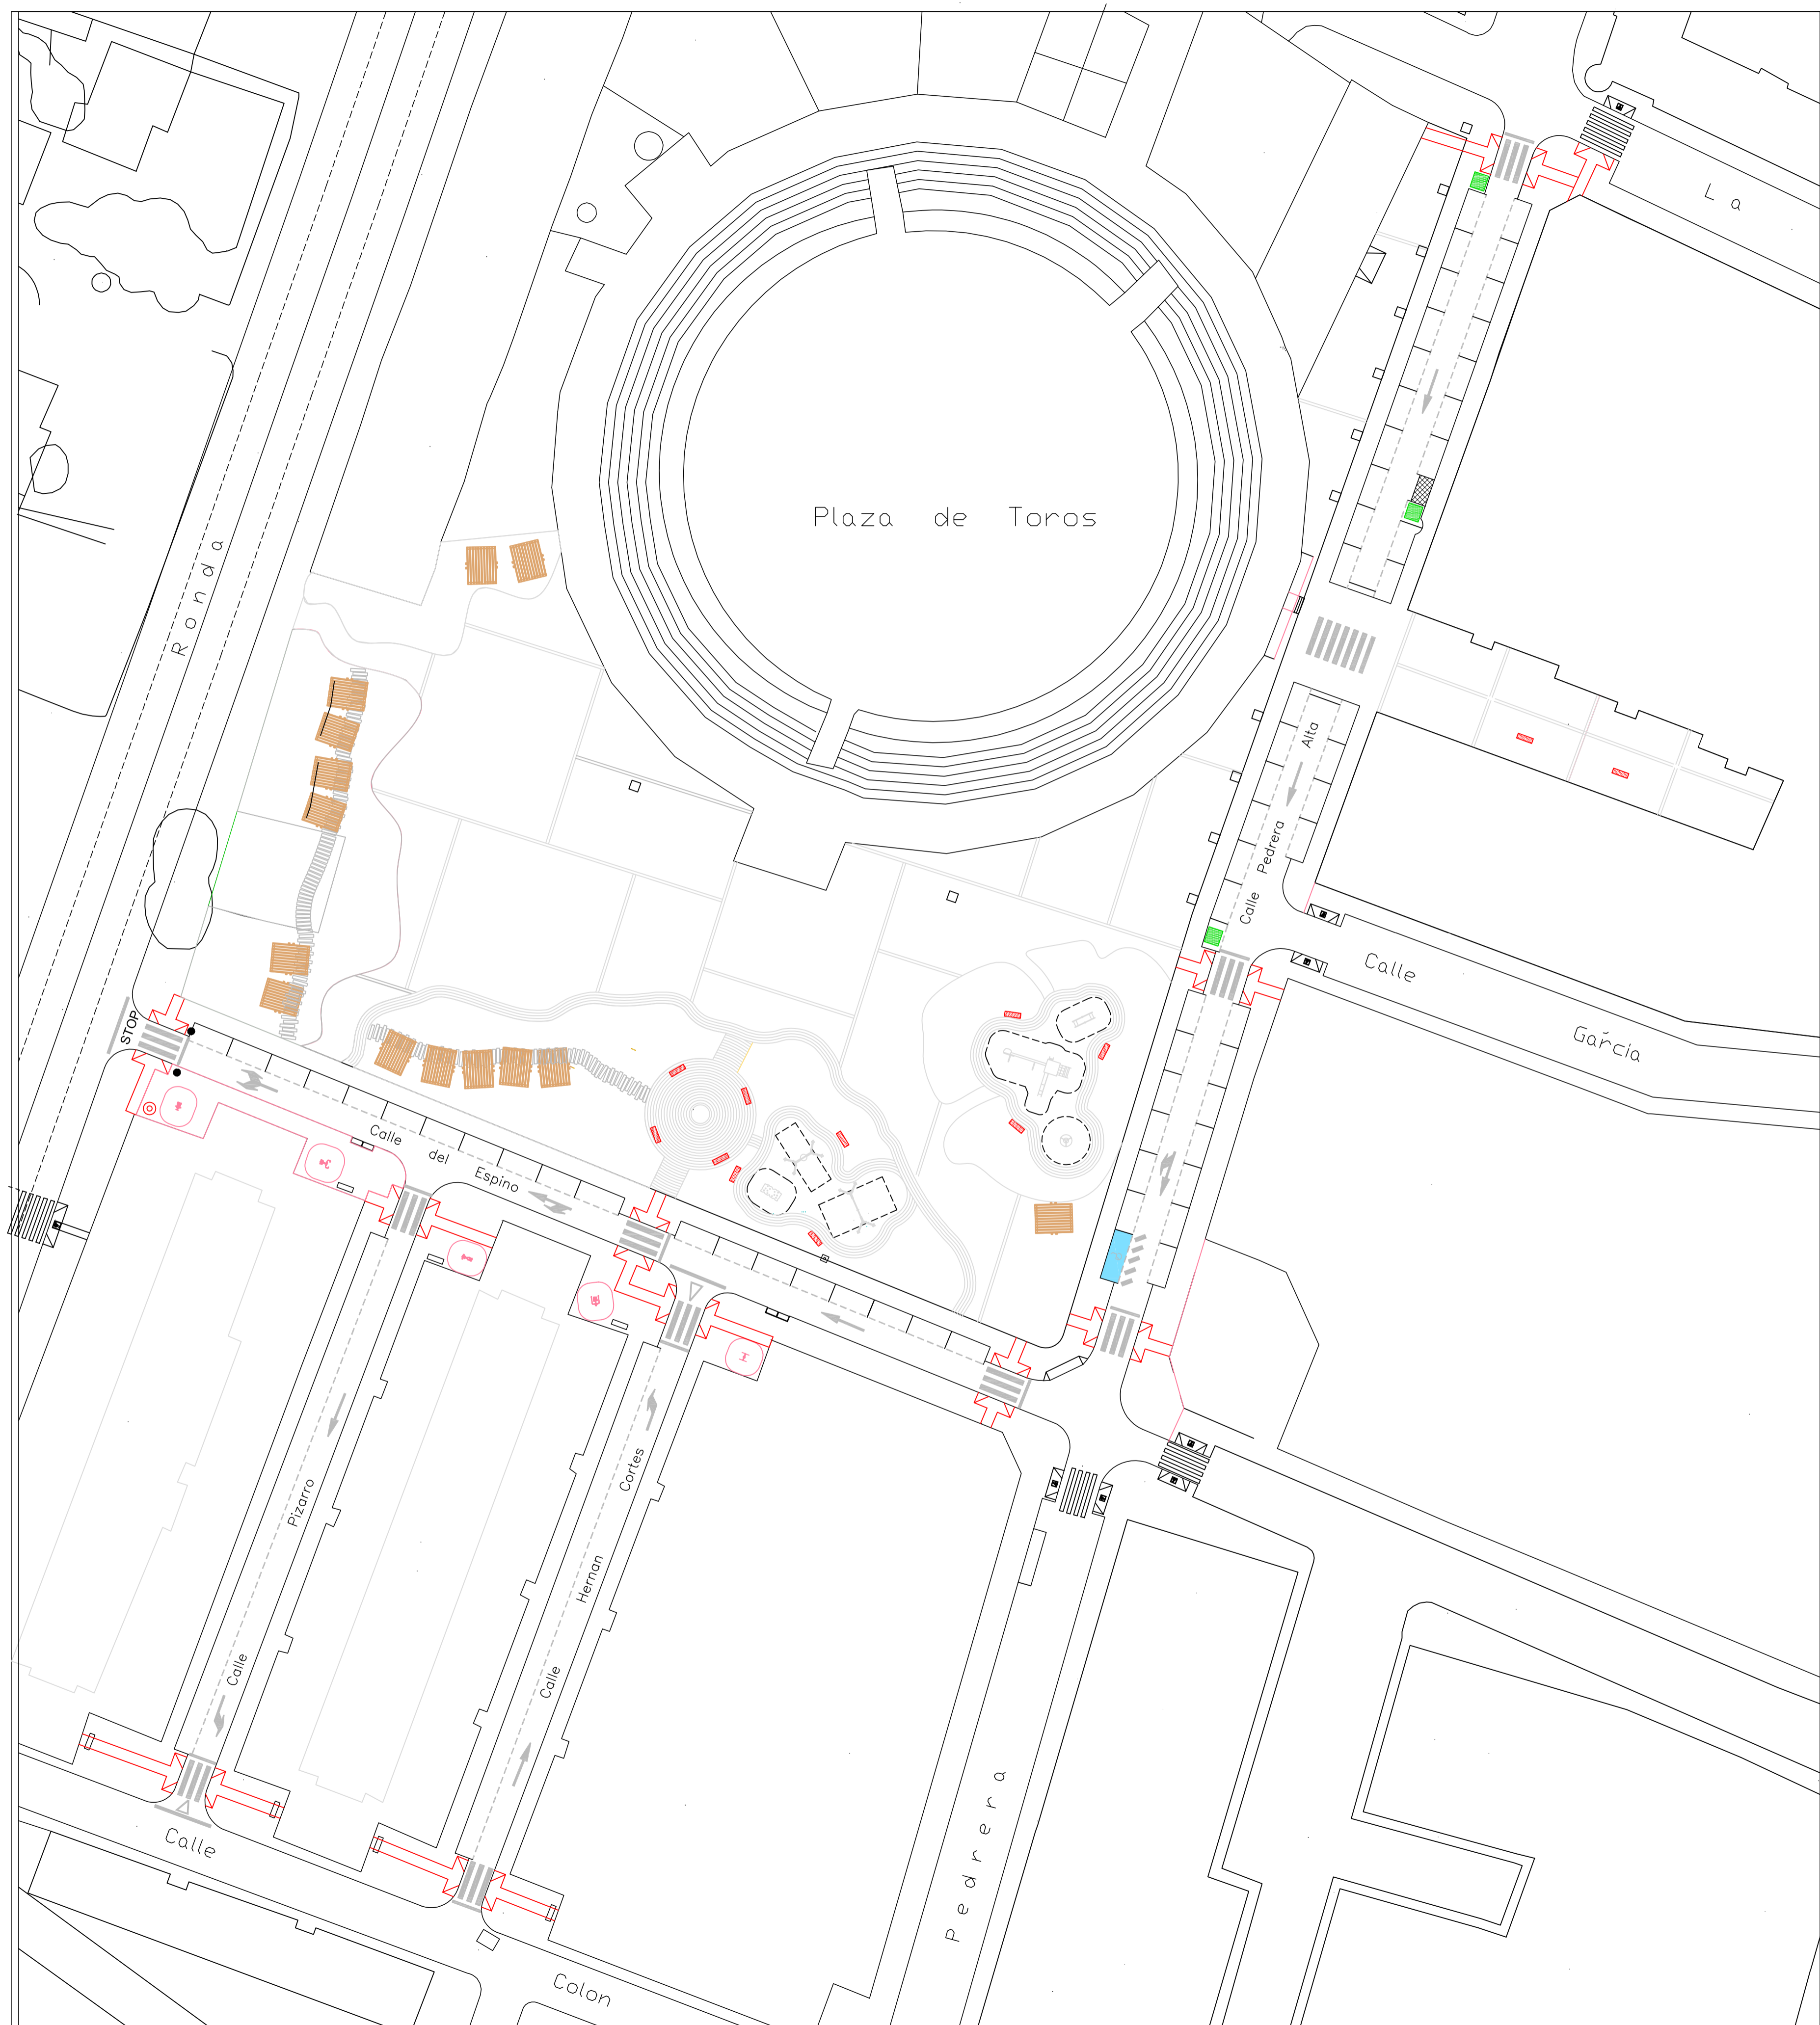 La
Plaza de Toros
Ronda
Calle Pedrera Alta
Calle
García
STOP
Calle del Espino
Calle Pizarro
Calle Hernan Cortes
Pedrera
Calle
Colon